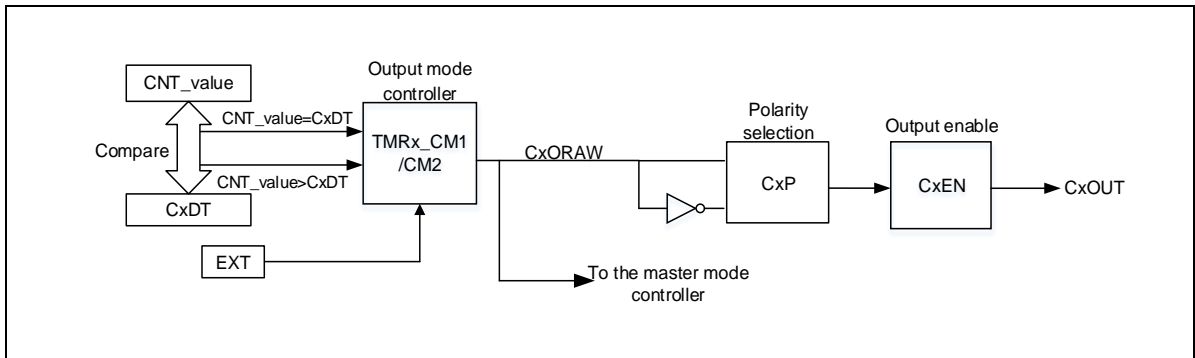 CNT_value
Compare
CxDT
CNT_value=CxDT
CNT_value>CxDT
EXT
Output mode
controller
TMRx_CM1
/CM2
CxORAW
To the master mode
controller
Polarity
selection
CxP
Output enable
CxEN
CxOUT